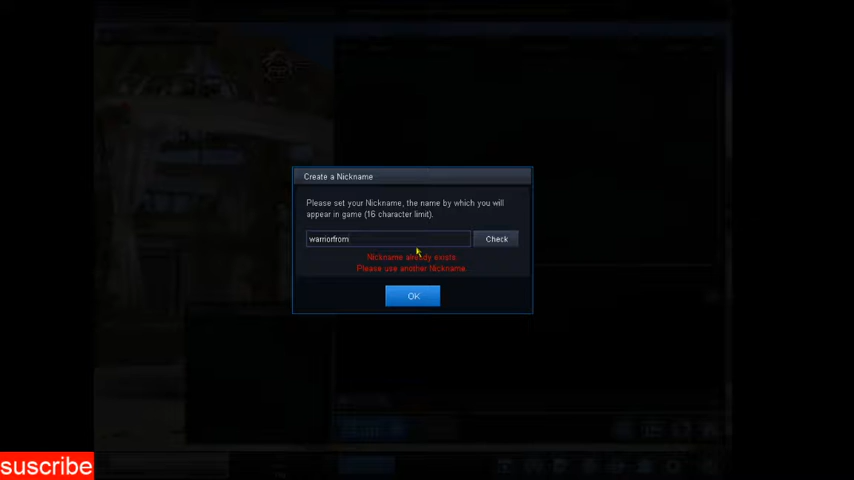 Create a Nickname
Please set your Nickname, the name by which you will
appear in game (16 character limit).
warriorfrom
Check
Nickname already exists.
Please use another Nickname.
OK
suscribe